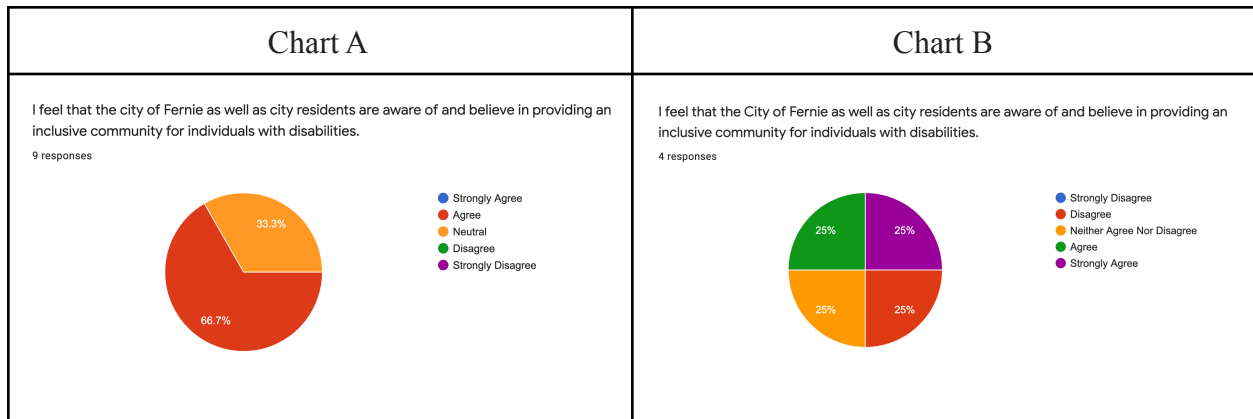 Chart A
Chart B
I feel that the city of Fernie as well as city residents are aware of and believe in providing an
inclusive community for individuals with disabilities.
9 responses
33.3%
66.7%
Strongly Agree
Agree
Neutral
Disagree
Strongly Disagree
I feel that the City of Fernie as well as city residents are aware of and believe in providing an
inclusive community for individuals with disabilities.
4 responses
25%
25%
25%
25%
Strongly Disagree
Disagree
Neither Agree Nor Disagree
Agree
Strongly Agree